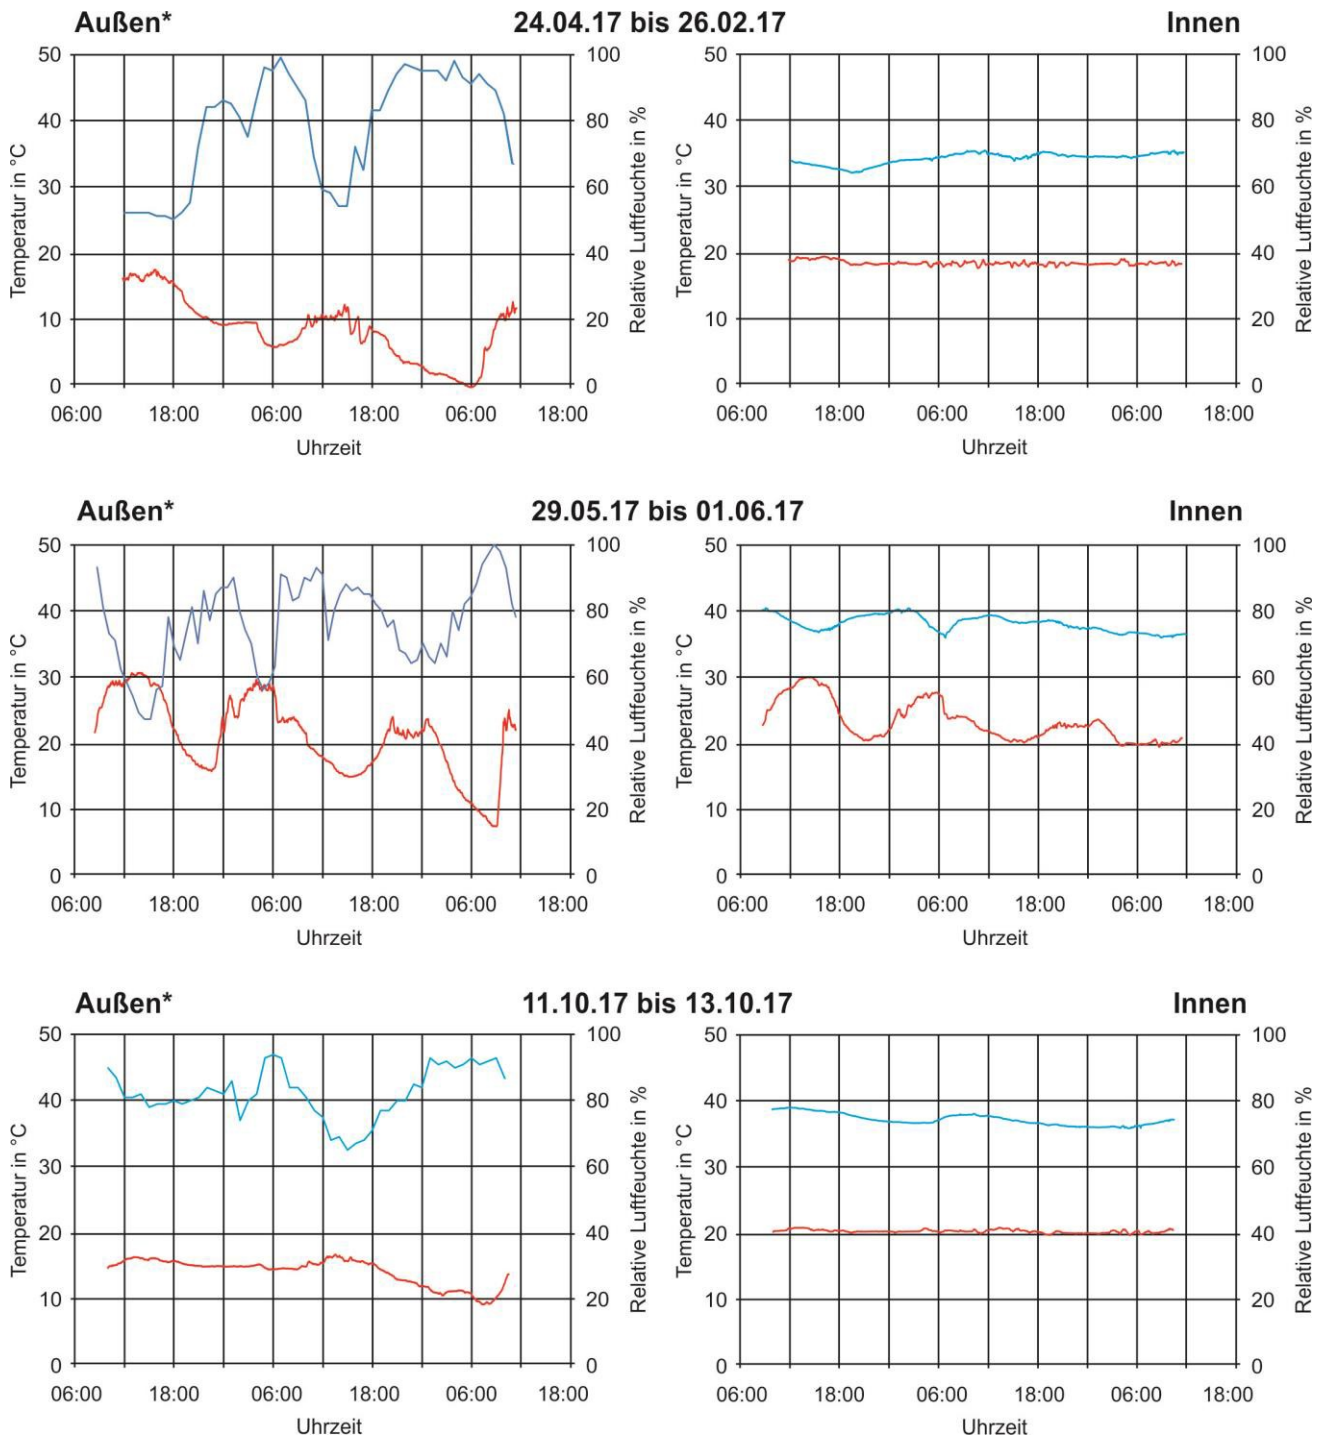 Außen* 24.04.17 bis 26.02.17 Innen
50 100 50 100
40 80 40 80
30 60 30 60
20 40 20 40
10 20 10 20
0 0 0 0
Temperatur in °C Relative Luftfeuchte in % Temperatur in °C Relative Luftfeuchte in %
06:00 18:00 06:00 18:00 06:00 18:00 06:00 18:00 06:00 18:00 06:00 18:00
Uhrzeit Uhrzeit
Außen* 29.05.17 bis 01.06.17 Innen
50 100 50 100
40 80 40 80
30 60 30 60
20 40 20 40
10 20 10 20
0 0 0 0
Temperatur in °C Relative Luftfeuchte in % Temperatur in °C Relative Luftfeuchte in %
06:00 18:00 06:00 18:00 06:00 18:00 06:00 18:00 06:00 18:00 06:00 18:00
Uhrzeit Uhrzeit
Außen* 11.10.17 bis 13.10.17 Innen
50 100 50 100
40 80 40 80
30 60 30 60
20 40 20 40
10 20 10 20
0 0 0 0
Temperatur in °C Relative Luftfeuchte in % Temperatur in °C Relative Luftfeuchte in %
06:00 18:00 06:00 18:00 06:00 18:00 06:00 18:00 06:00 18:00 06:00 18:00
Uhrzeit Uhrzeit